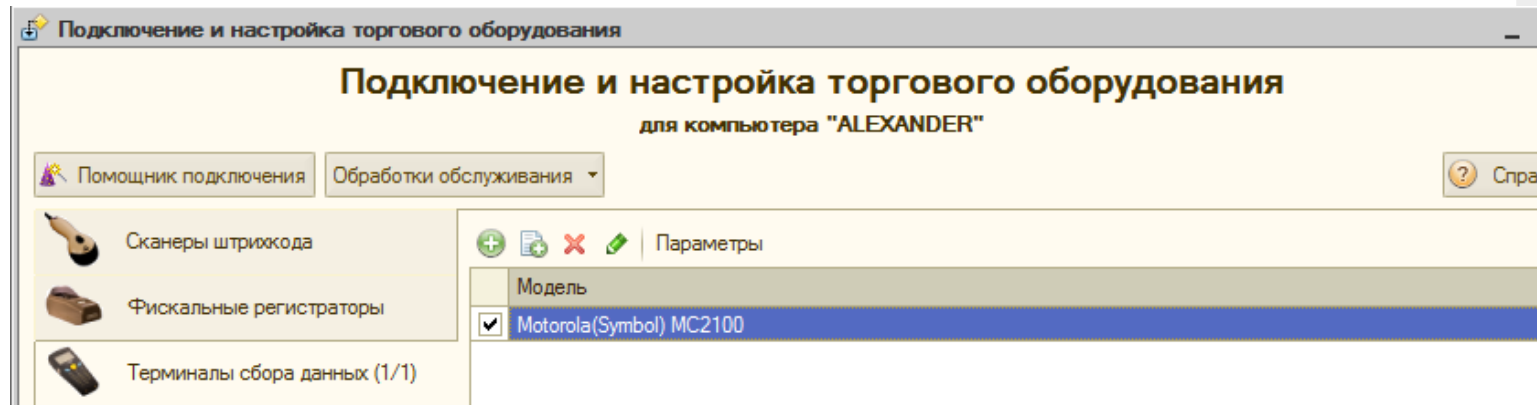 Подключение и настройка торгового оборудования
Подключение и настройка торгового оборудования
для компьютера "ALEXANDER"
Помощник подключения Обработки обслуживания ? Спра
Сканеры штрихкода
Параметры
Модель
Фискальные регистраторы
Motorola(Symbol) MC2100
Терминалы сбора данных (1/1)